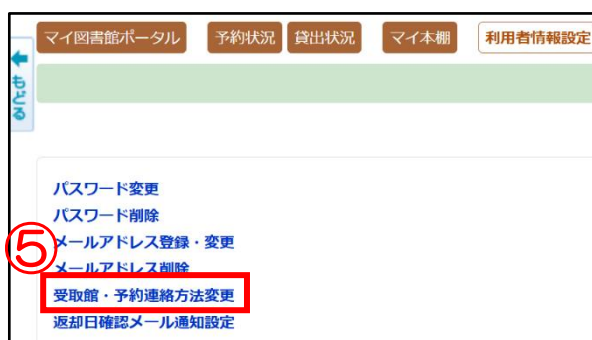 マイ図書館ポータル 予約状況 貸出状況 マイ本棚 利用者情報設定
もどる
パスワード変更
パスワード削除
⑤
メールアドレス登録・変更
メールアドレス削除
受取館・予約連絡方法変更
返却日確認メール通知設定